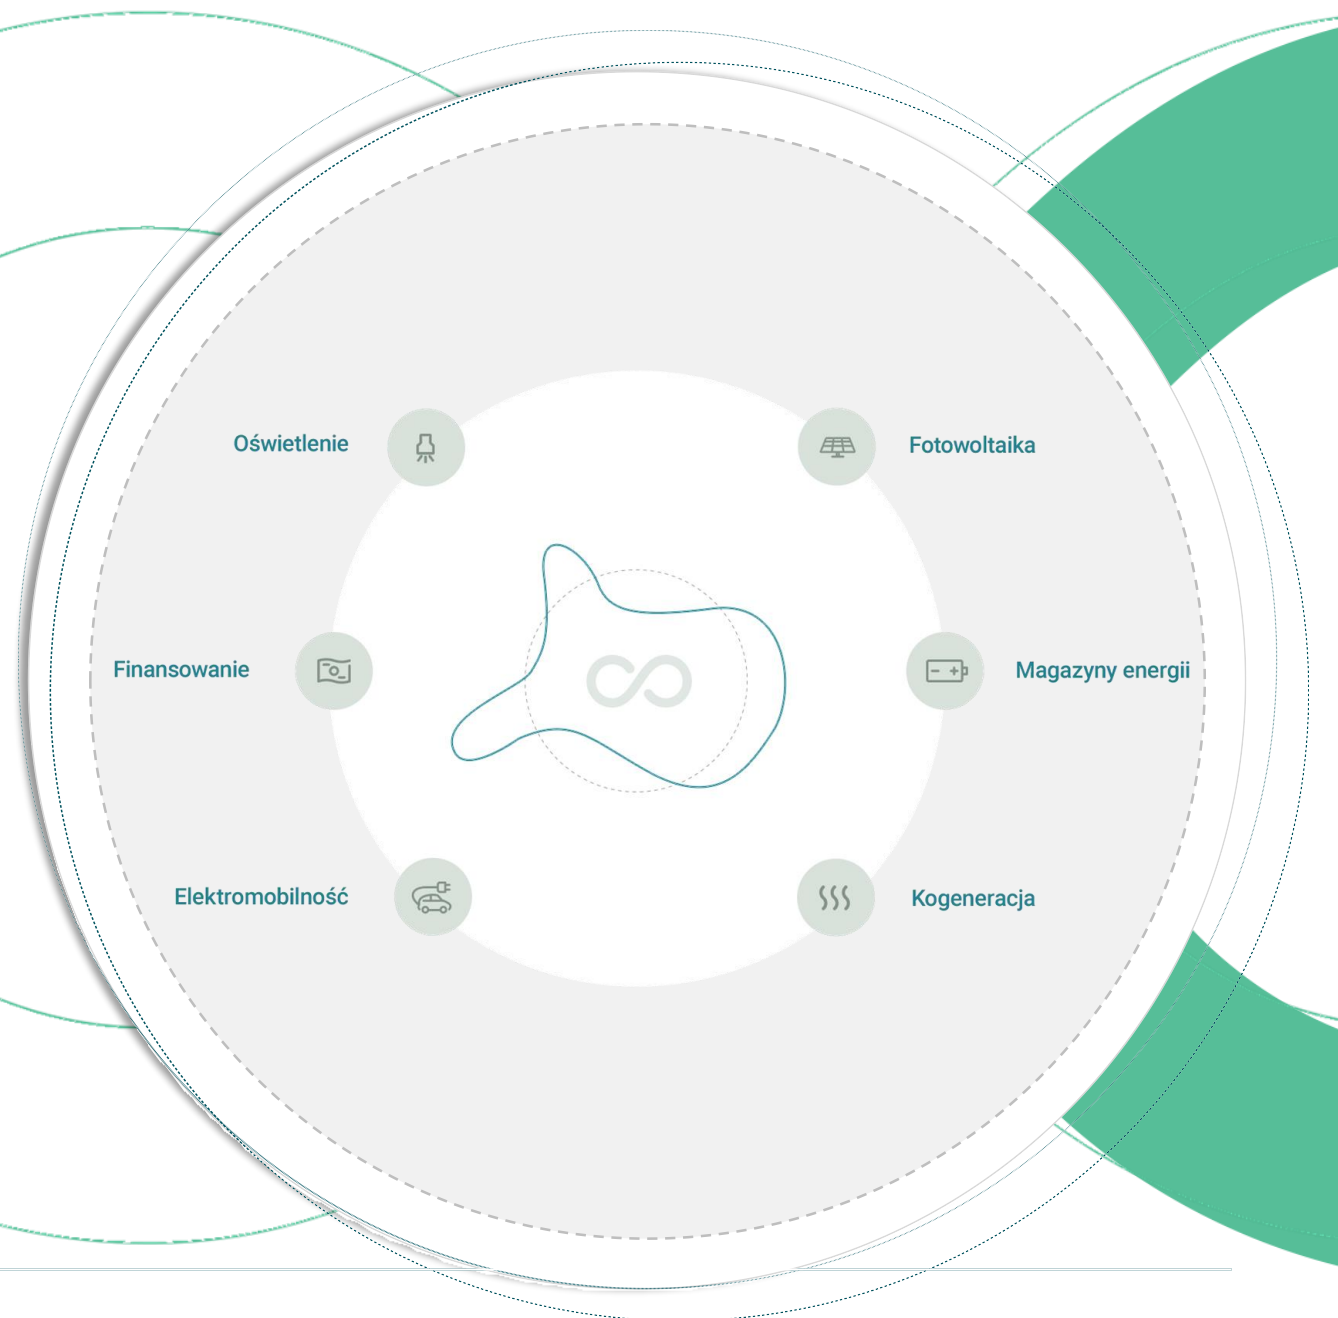 Oświetlenie
Fotowoltaika
Finansowanie
Magazyny energii
Elektromobilność
Kogeneracja